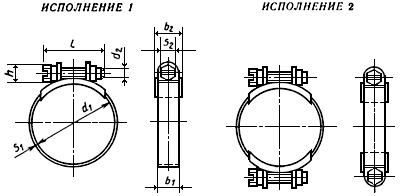 ИСПОЛНЕНИЕ 1
ИСПОЛНЕНИЕ 2
l
b₂
s₂
d₂
h
d₁
s₁
b₁